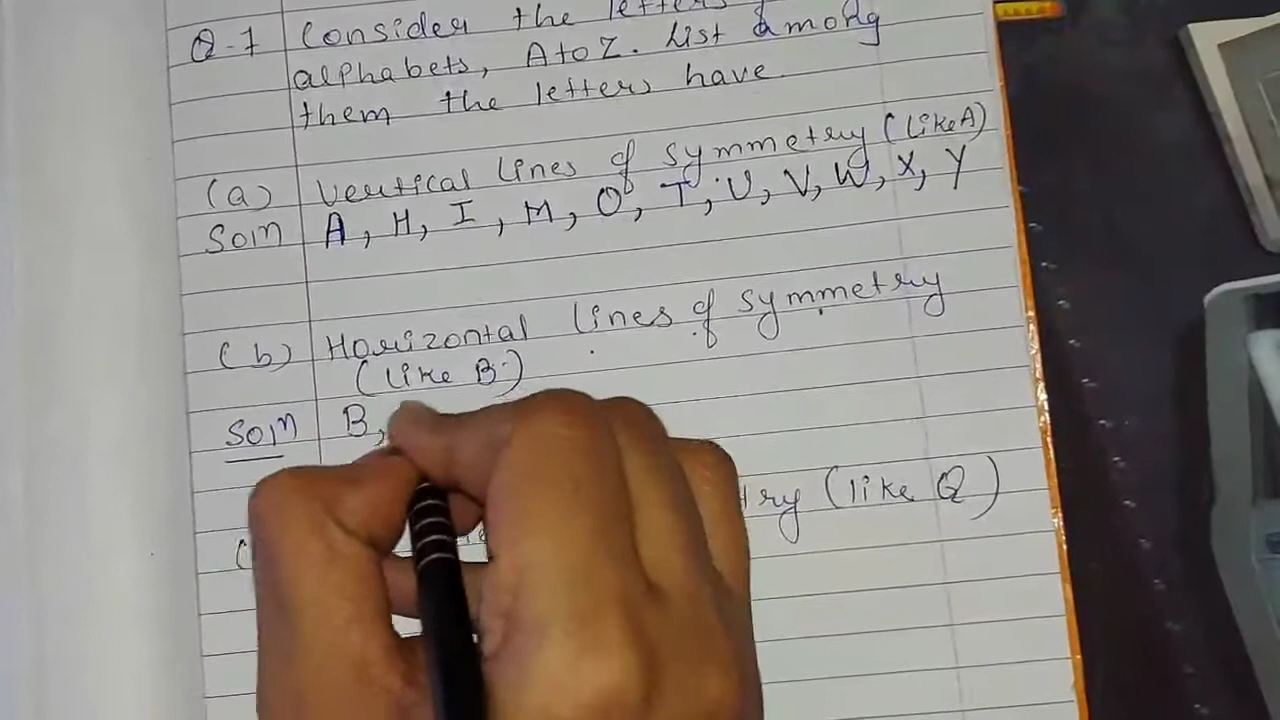 Q-1 Consider the letters
alphabets, A to Z. List among
them the letters have
(a) Vertical lines of symmetry (like A)
Soln A, H, I, M, O, T, U, V, W, X, Y
(b) Horizontal lines of symmetry
(like B)
Soln B,
(like Q)